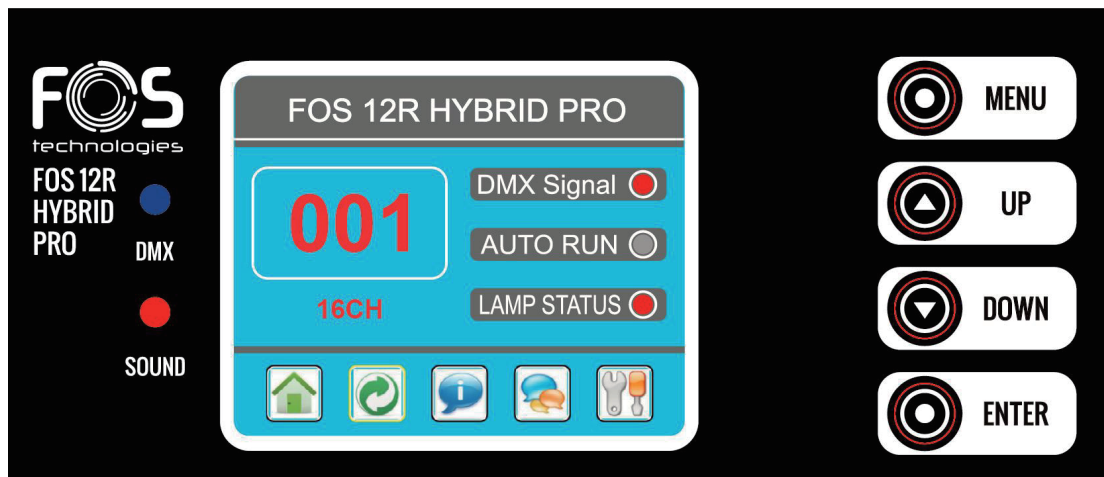 FOS
technologies
FOS 12R
HYBRID
PRO
DMX
SOUND
FOS 12R HYBRID PRO
001
16CH
DMX Signal
AUTO RUN
LAMP STATUS
MENU
UP
DOWN
ENTER